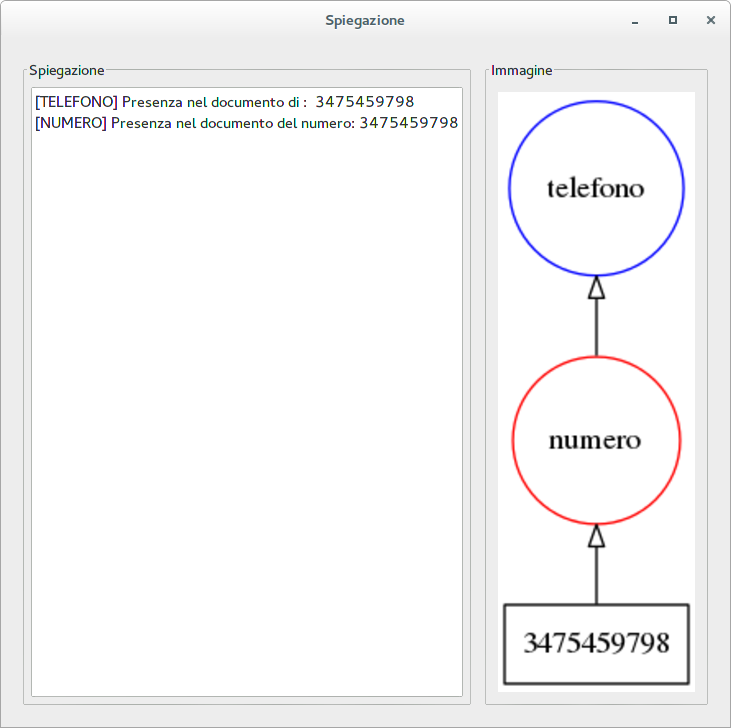 Spiegazione
Spiegazione
[TELEFONO] Presenza nel documento di :  3475459798
[NUMERO] Presenza nel documento del numero: 3475459798
Immagine
telefono
numero
3475459798